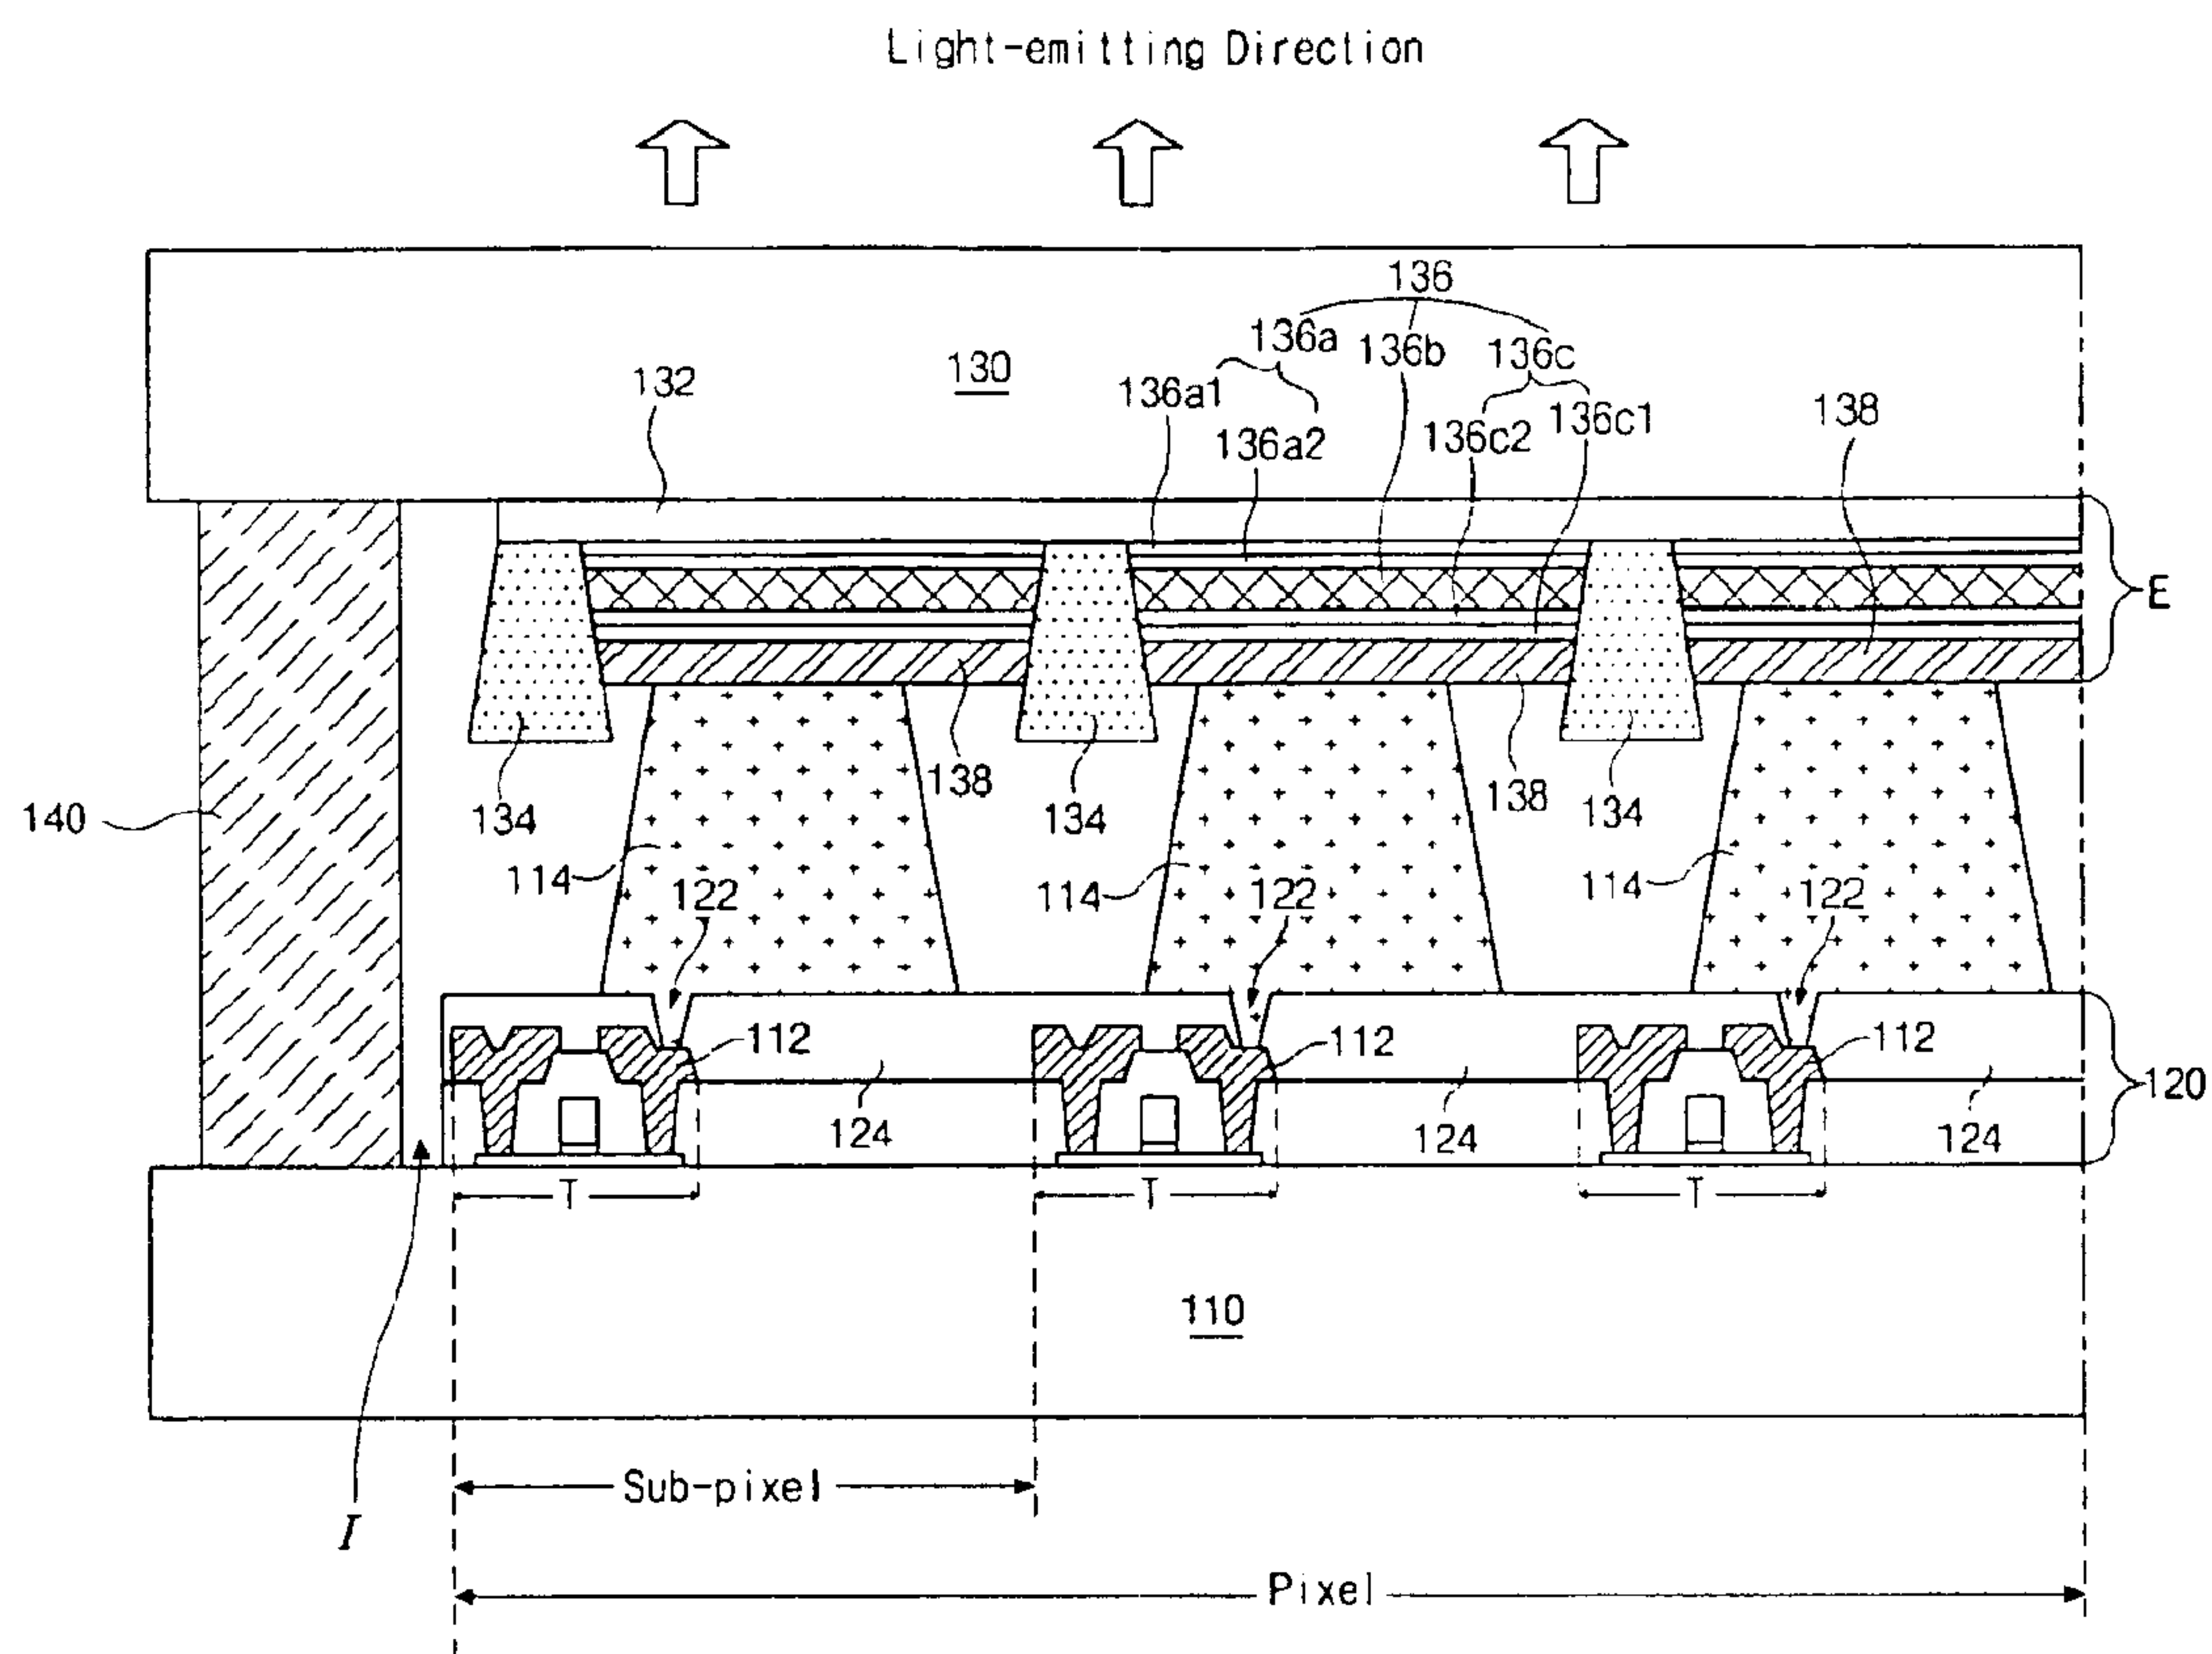 Light-emitting Direction
136
136a 136b 136c
132 130 136a1 136c1 138
136a2 136c2
E
138 138
140 134 134 134
114 122 114 122 114 122
112 112 112
124 124 124 120
T T T
110
Sub-pixel
I
Pixel